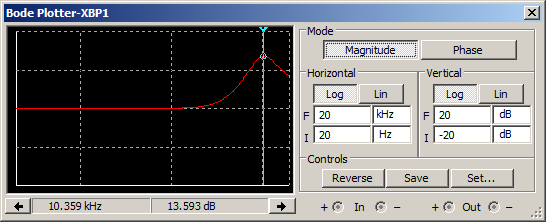 Bode Plotter-XBP1
Mode
Magnitude Phase
Horizontal Vertical
Log Lin Log Lin
F 20 kHz F 20 dB
I 20 Hz I -20 dB
Controls
Reverse Save Set...
10.359 kHz 13.593 dB
+ In − + Out −